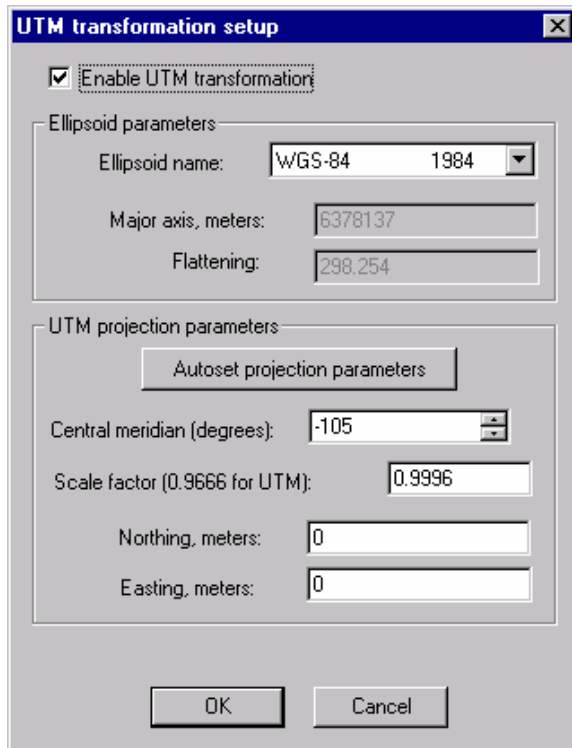 UTM transformation setup
Enable UTM transformation
Ellipsoid parameters
Ellipsoid name: WGS-84 1984
Major axis, meters: 6378137
Flattening: 298.254
UTM projection parameters
Autoset projection parameters
Central meridian (degrees): -105
Scale factor (0.9666 for UTM): 0.9996
Northing, meters: 0
Easting, meters: 0
OK Cancel